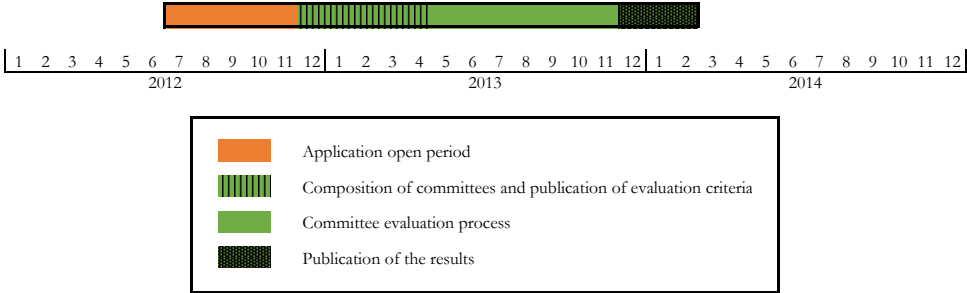 1 2 3 4 5 6 7 8 9 10 11 12 1 2 3 4 5 6 7 8 9 10 11 12 1 2 3 4 5 6 7 8 9 10 11 12
2012 2013 2014
Application open period
Composition of committees and publication of evaluation criteria
Committee evaluation process
Publication of the results